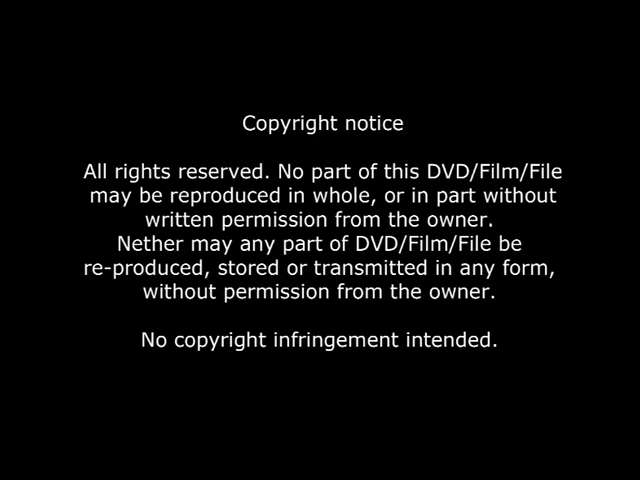 Copyright notice
All rights reserved. No part of this DVD/Film/File
may be reproduced in whole, or in part without
written permission from the owner.
Nether may any part of DVD/Film/File be
re-produced, stored or transmitted in any form,
without permission from the owner.
No copyright infringement intended.